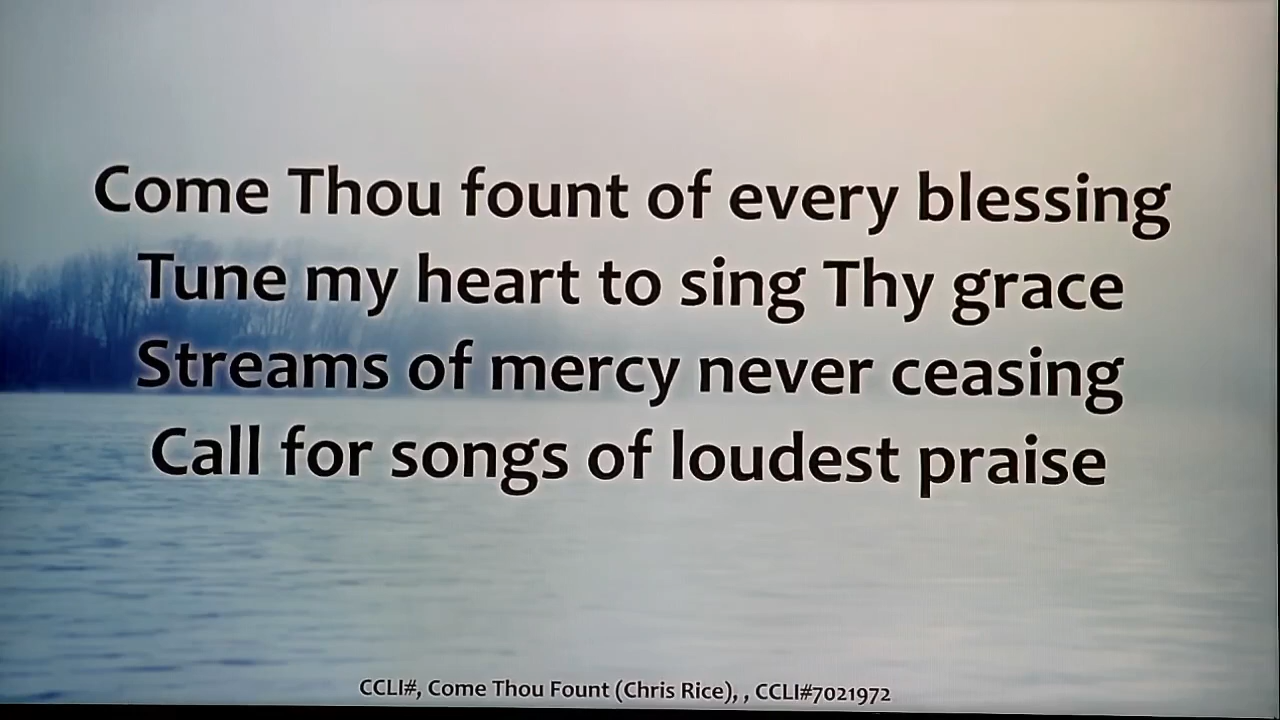 Come Thou fount of every blessing
Tune my heart to sing Thy grace
Streams of mercy never ceasing
Call for songs of loudest praise
CCLI#, Come Thou Fount (Chris Rice), , CCLI#7021972